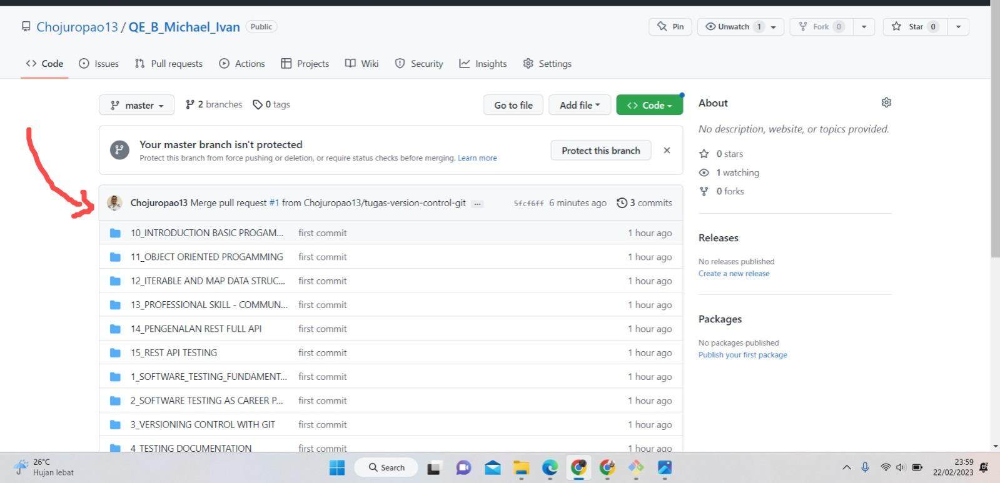 Chojuropao13 / QE_B_Michael_Ivan Public
Pin
Unwatch 1
Fork 0
Star 0
Code
Issues
Pull requests
Actions
Projects
Wiki
Security
Insights
Settings
master
2 branches
0 tags
Go to file
Add file
Code
Your master branch isn't protected
Protect this branch from force pushing or deletion, or require status checks before merging. Learn more
Protect this branch
Chojuropao13 Merge pull request #1 from Chojuropao13/tugas-version-control-git ... 5fcf6ff 6 minutes ago 3 commits
10_INTRODUCTION BASIC PROGAM... first commit 1 hour ago
11_OBJECT ORIENTED PROGAMMING first commit 1 hour ago
12_ITERABLE AND MAP DATA STRUC... first commit 1 hour ago
13_PROFESSIONAL SKILL - COMMUN... first commit 1 hour ago
14_PENGENALAN REST FULL API first commit 1 hour ago
15_REST API TESTING first commit 1 hour ago
1_SOFTWARE_TESTING_FUNDAMENT... first commit 1 hour ago
2_SOFTWARE TESTING AS CAREER P... first commit 1 hour ago
3_VERSIONING CONTROL WITH GIT first commit 1 hour ago
4_TESTING DOCUMENTATION first commit 1 hour ago
About
No description, website, or topics provided.
0 stars
1 watching
0 forks
Releases
No releases published
Create a new release
Packages
No packages published
Publish your first package
26°C
Hujan lebat
Search
23:59
22/02/2023